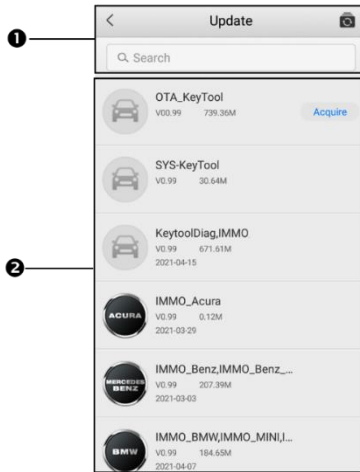 ❶
Update
Search
❷
OTA_KeyTool
V00.99 739.36M
Acquire
SYS-KeyTool
V0.99 30.64M
KeytoolDiag,IMMO
V0.99 671.61M
2021-04-15
ACURA
IMMO_Acura
V0.99 0.12M
2021-03-29
MERCEDES
BENZ
IMMO_Benz,IMMO_Benz_...
V0.99 207.39M
2021-03-03
BMW
IMMO_BMW,IMMO_MINI,I...
V0.99 184.65M
2021-04-07